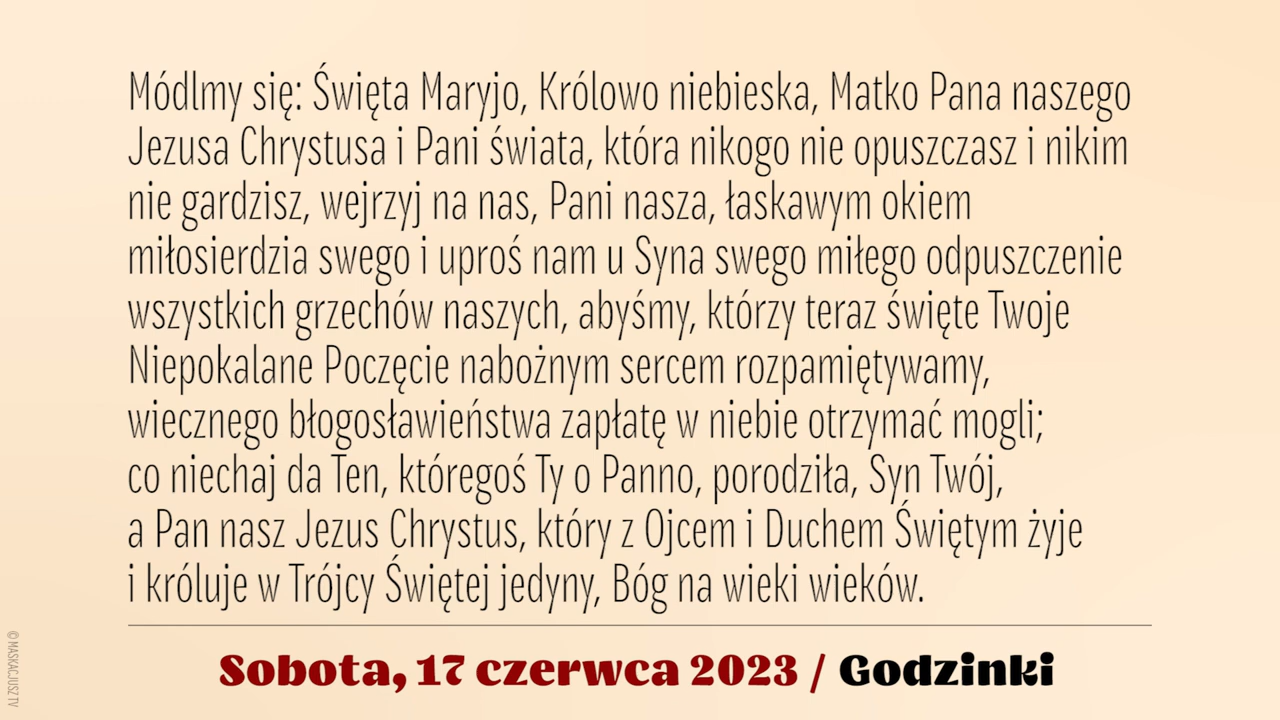 Módlmy się: Święta Maryjo, Królowo niebieska, Matko Pana naszego
Jezusa Chrystusa i Pani świata, która nikogo nie opuszczasz i nikim
nie gardzisz, wejrzyj na nas, Pani nasza, łaskawym okiem
miłosierdzia swego i uproś nam u Syna swego miłego odpuszczenie
wszystkich grzechów naszych, abyśmy, którzy teraz święte Twoje
Niepokalane Poczęcie nabożnym sercem rozpamiętywamy,
wiecznego błogosławieństwa zapłatę w niebie otrzymać mogli;
co niechaj da Ten, któregoś Ty o Panno, porodziła, Syn Twój,
a Pan nasz Jezus Chrystus, który z Ojcem i Duchem Świętym żyje
i króluje w Trójcy Świętej jedyny, Bóg na wieki wieków.
Sobota, 17 czerwca 2023 / Godzinki
© MASKACJUSZ TV